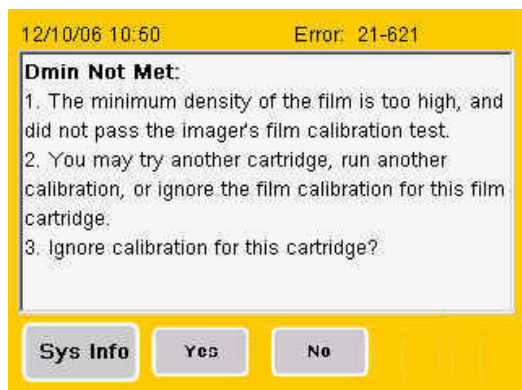 12/10/06 10:50 Error: 21-621
Dmin Not Met:
1. The minimum density of the film is too high, and
did not pass the imager's film calibration test.
2. You may try another cartridge, run another
calibration, or ignore the film calibration for this film
cartridge.
3. Ignore calibration for this cartridge?
Sys Info Yes No